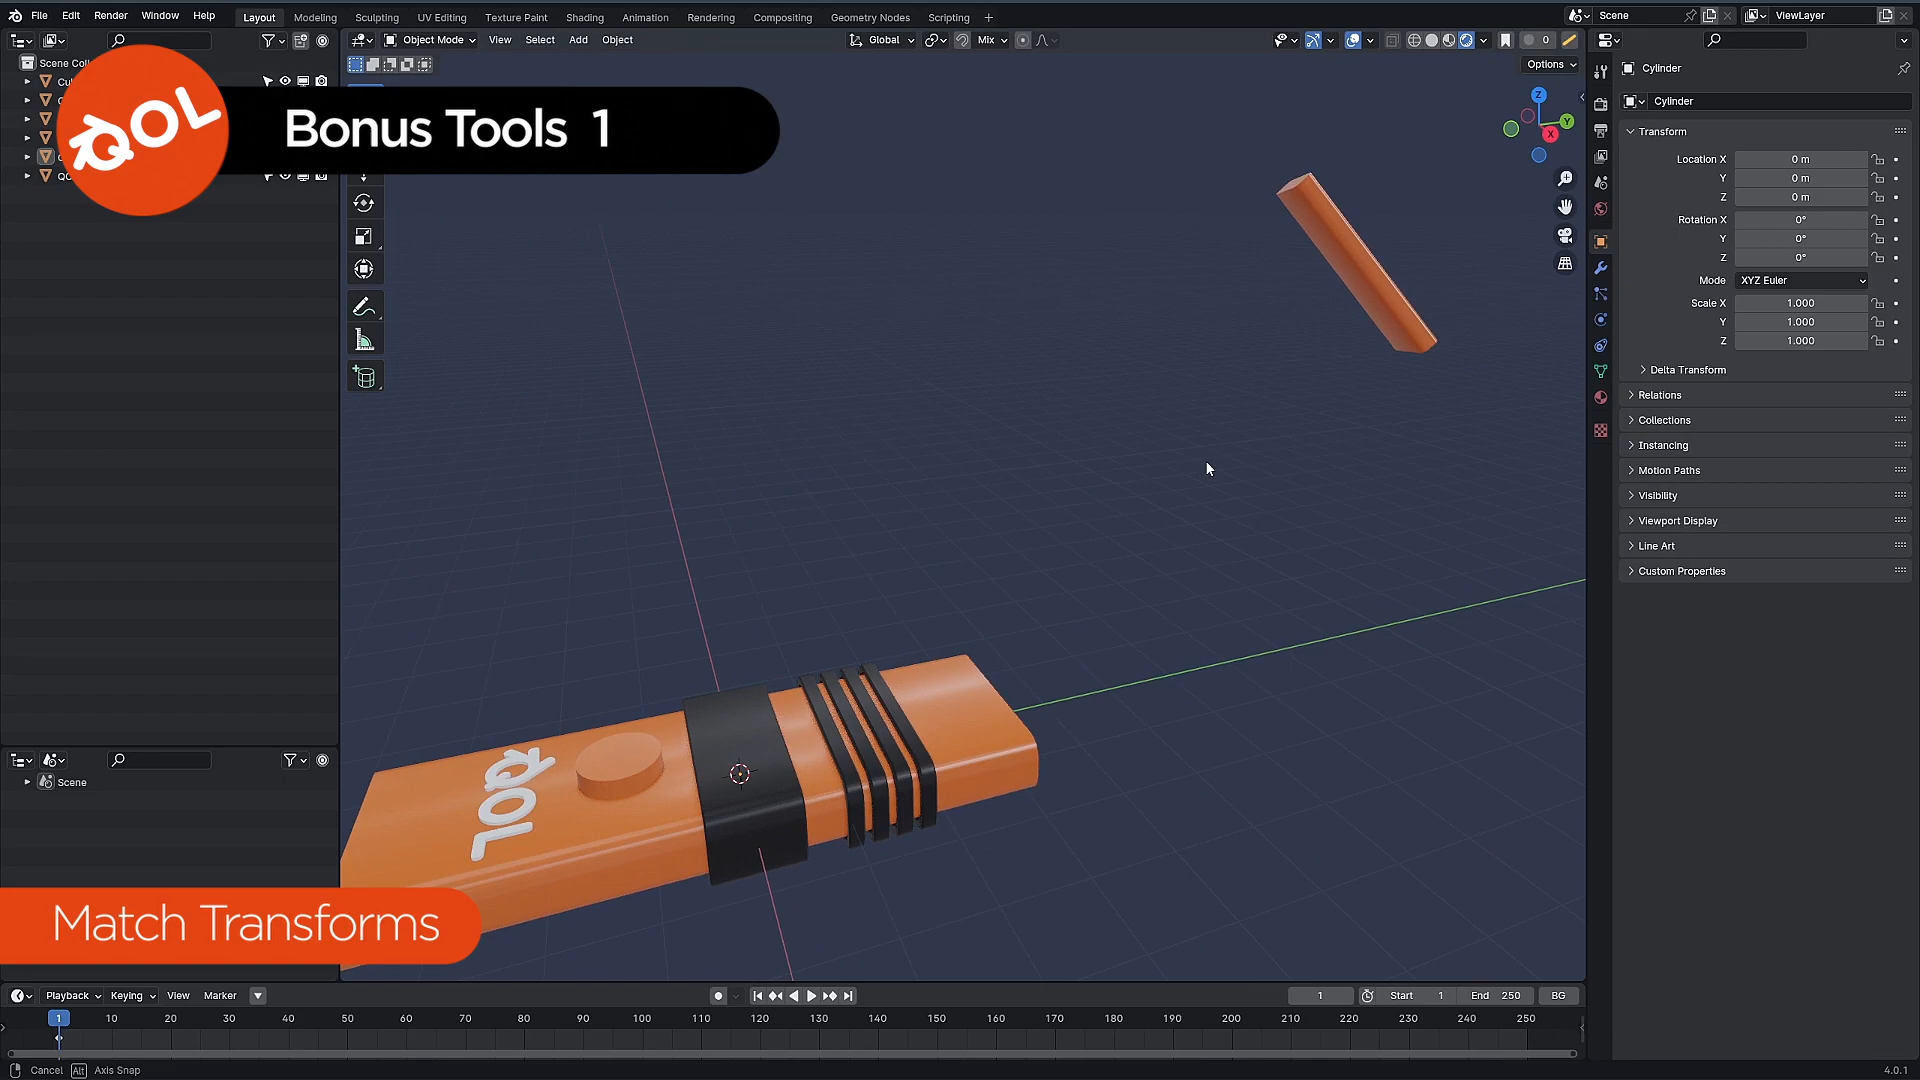 File Edit Render Window Help Layout Modeling Sculpting UV Editing Texture Paint Shading Animation Rendering Compositing Geometry Nodes Scripting + Scene ViewLayer
Object Mode View Select Add Object Global Mix 0
Options
Scene Coll
QOL
Bonus Tools 1
Z
Y
X
Cylinder
Cylinder
Transform
Location X 0 m
Y 0 m
Z 0 m
Rotation X 0°
Y 0°
Z 0°
Mode XYZ Euler
Scale X 1.000
Y 1.000
Z 1.000
Delta Transform
Relations
Collections
Instancing
Motion Paths
Visibility
Viewport Display
Line Art
Custom Properties
QOL
Scene
Match Transforms
Playback Keying View Marker 1 Start 1 End 250 BG
1 10 20 30 40 50 60 70 80 90 100 110 120 130 140 150 160 170 180 190 200 210 220 230 240 250
Cancel Alt Axis Snap 4.0.1